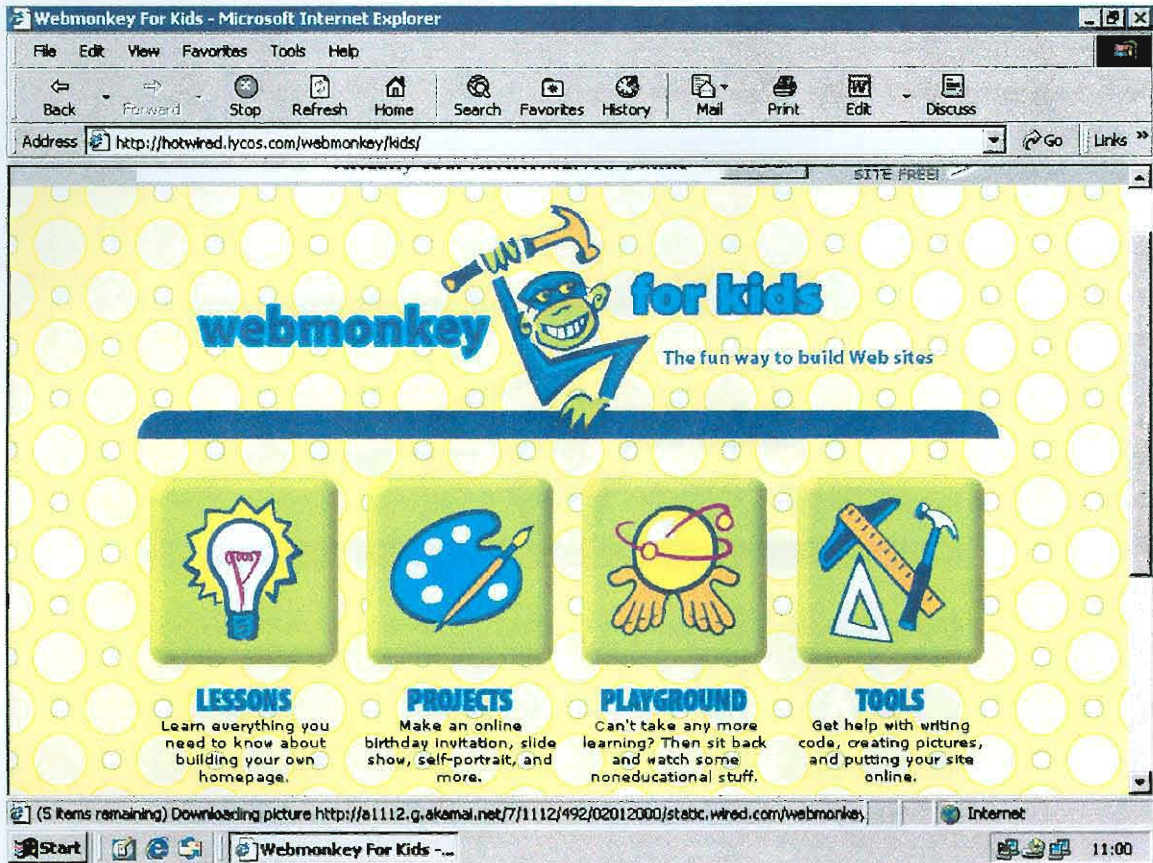 Webmonkey For Kids - Microsoft Internet Explorer
File Edit View Favorites Tools Help
Back Forward Stop Refresh Home Search Favorites History Mail Print Edit Discuss
Address http://hotwired.lycos.com/webmonkey/kids/ Go Links »
SITE FREE!
webmonkey for kids
The fun way to build Web sites
LESSONS
Learn everything you
need to know about
building your own
homepage.
PROJECTS
Make an online
birthday invitation, slide
show, self-portrait, and
more.
PLAYGROUND
Can't take any more
learning? Then sit back
and watch some
noneducational stuff.
TOOLS
Get help with writing
code, creating pictures,
and putting your site
online.
(5 items remaining) Downloading picture http://a1112.g.akamai.net/7/1112/492/02012000/static.wired.com/webmonkey Internet
Start Webmonkey For Kids -... 11:00